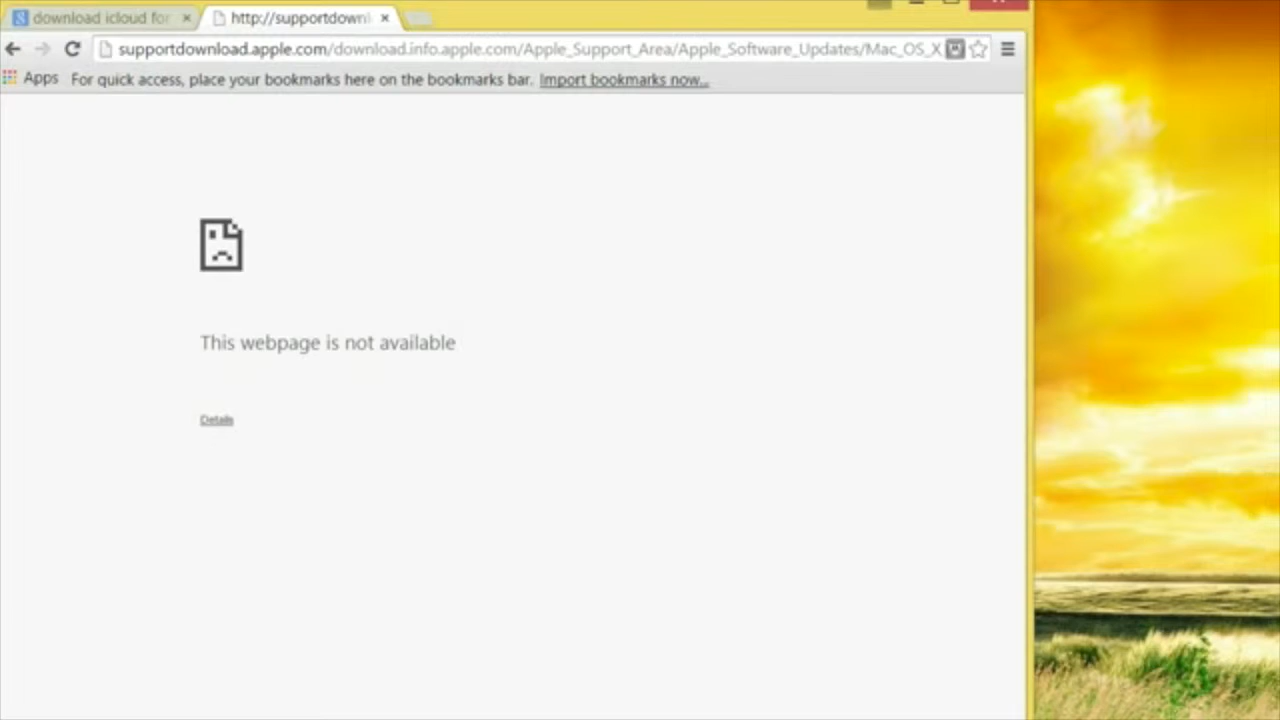 download icloud for
http://supportdownl
supportdownload.apple.com/download.info.apple.com/Apple_Support_Area/Apple_Software_Updates/Mac_OS_X
Apps For quick access, place your bookmarks here on the bookmarks bar. Import bookmarks now...
This webpage is not available
Details